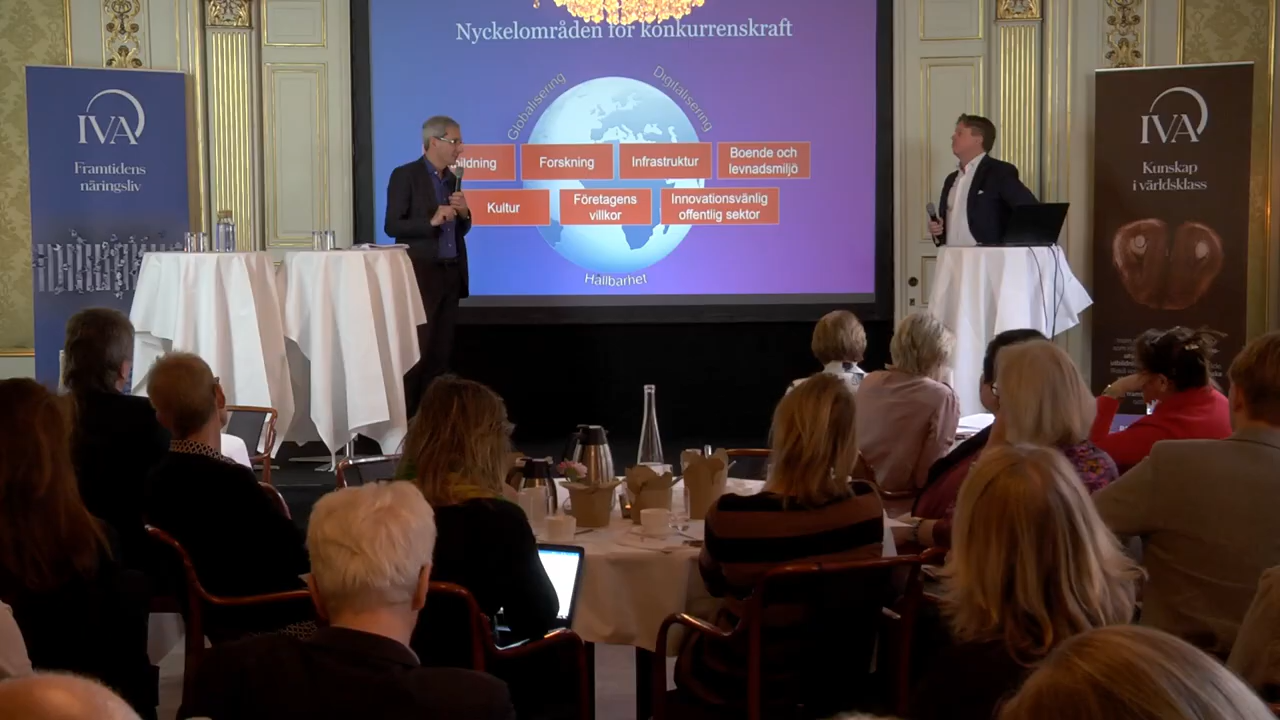 Nyckelområden för konkurrenskraft
Globalisering
Digitalisering
Forskning
Infrastruktur
Boende och
levnadsmiljö
Kultur
Företagens
villkor
Innovationsvänlig
offentlig sektor
Hållbarhet
IVA
Framtidens
näringsliv
IVA
Kunskap
i världsklass